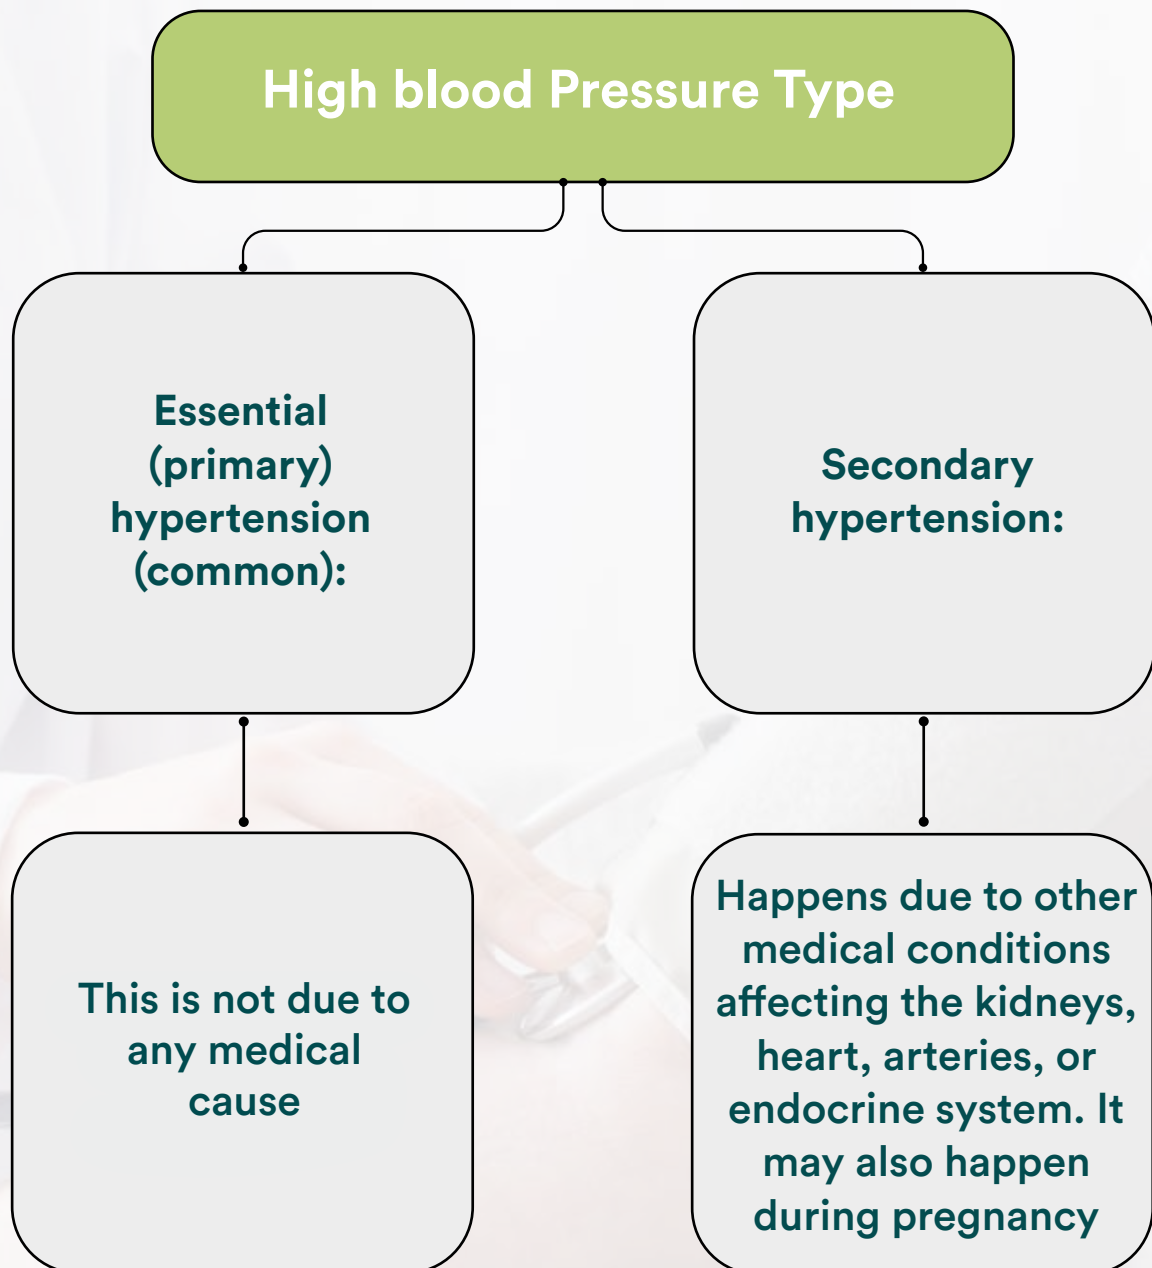 High blood Pressure Type
Essential
(primary)
hypertension
(common):
Secondary
hypertension:
This is not due to
any medical
cause
Happens due to other
medical conditions
affecting the kidneys,
heart, arteries, or
endocrine system. It
may also happen
during pregnancy